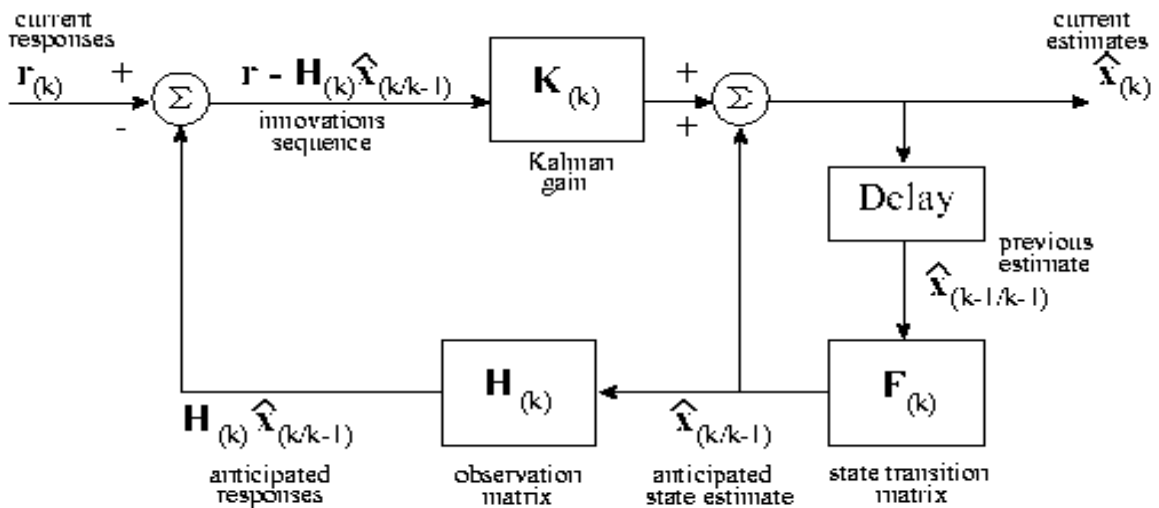 current
responses
r(k)
+
-
Σ
r - H(k) x̂(k/k-1)
innovations
sequence
K(k)
Kalman
gain
+
+
Σ
current
estimates
x̂(k)
Delay
previous
estimate
x̂(k-1/k-1)
F(k)
state transition
matrix
x̂(k/k-1)
anticipated
state estimate
H(k)
observation
matrix
H(k) x̂(k/k-1)
anticipated
responses